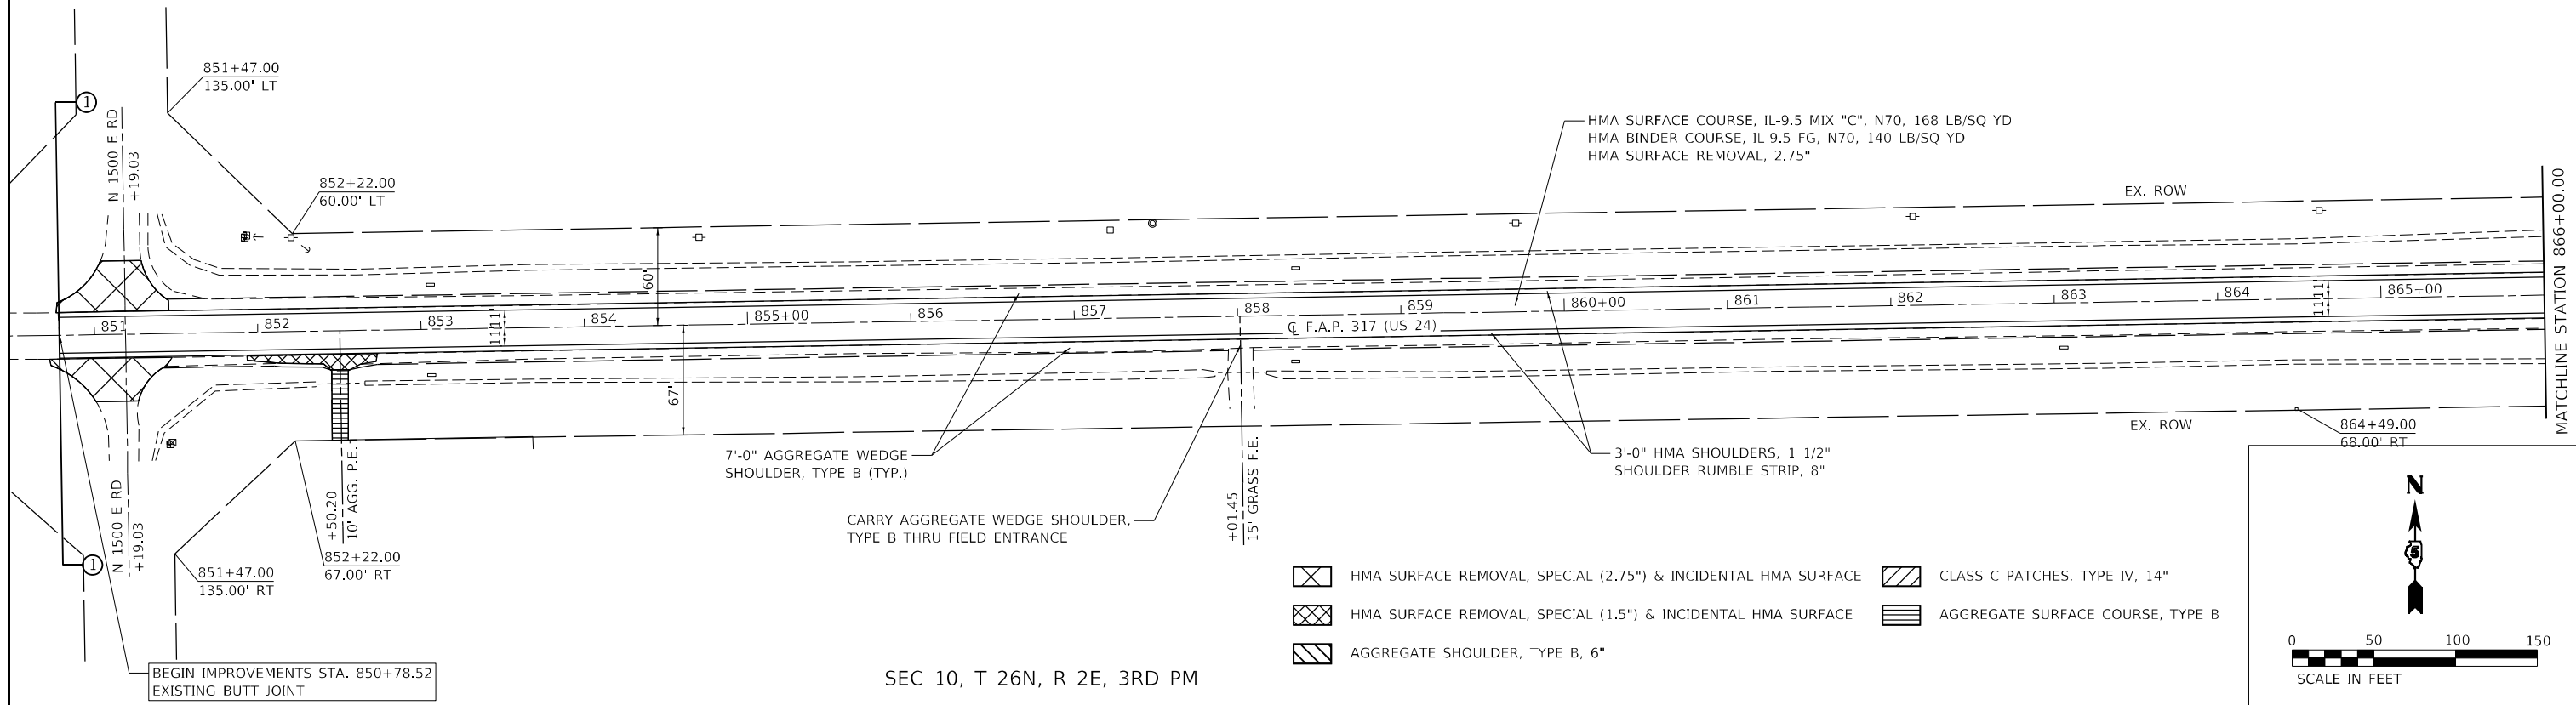 851+47.00
135.00' LT
1
N 1500 E RD
+19.03
852+22.00
60.00' LT
HMA SURFACE COURSE, IL-9.5 MIX "C", N70, 168 LB/SQ YD
HMA BINDER COURSE, IL-9.5 FG, N70, 140 LB/SQ YD
HMA SURFACE REMOVAL, 2.75"
EX. ROW
MATCHLINE STATION 866+00.00
60'
851
852
853
854
855+00
856
857
858
859
860+00
861
862
863
864
865+00
11'
11'
11'
11'
℄ F.A.P. 317 (US 24)
67'
7'-0" AGGREGATE WEDGE
SHOULDER, TYPE B (TYP.)
3'-0" HMA SHOULDERS, 1 1/2"
SHOULDER RUMBLE STRIP, 8"
EX. ROW
864+49.00
68.00' RT
CARRY AGGREGATE WEDGE SHOULDER,
TYPE B THRU FIELD ENTRANCE
+01.45
15' GRASS F.E.
+50.20
10' AGG. P.E.
N 1500 E RD
+19.03
1
852+22.00
67.00' RT
851+47.00
135.00' RT
BEGIN IMPROVEMENTS STA. 850+78.52
EXISTING BUTT JOINT
SEC 10, T 26N, R 2E, 3RD PM
HMA SURFACE REMOVAL, SPECIAL (2.75") & INCIDENTAL HMA SURFACE
HMA SURFACE REMOVAL, SPECIAL (1.5") & INCIDENTAL HMA SURFACE
AGGREGATE SHOULDER, TYPE B, 6"
CLASS C PATCHES, TYPE IV, 14"
AGGREGATE SURFACE COURSE, TYPE B
N
5
0 50 100 150
SCALE IN FEET